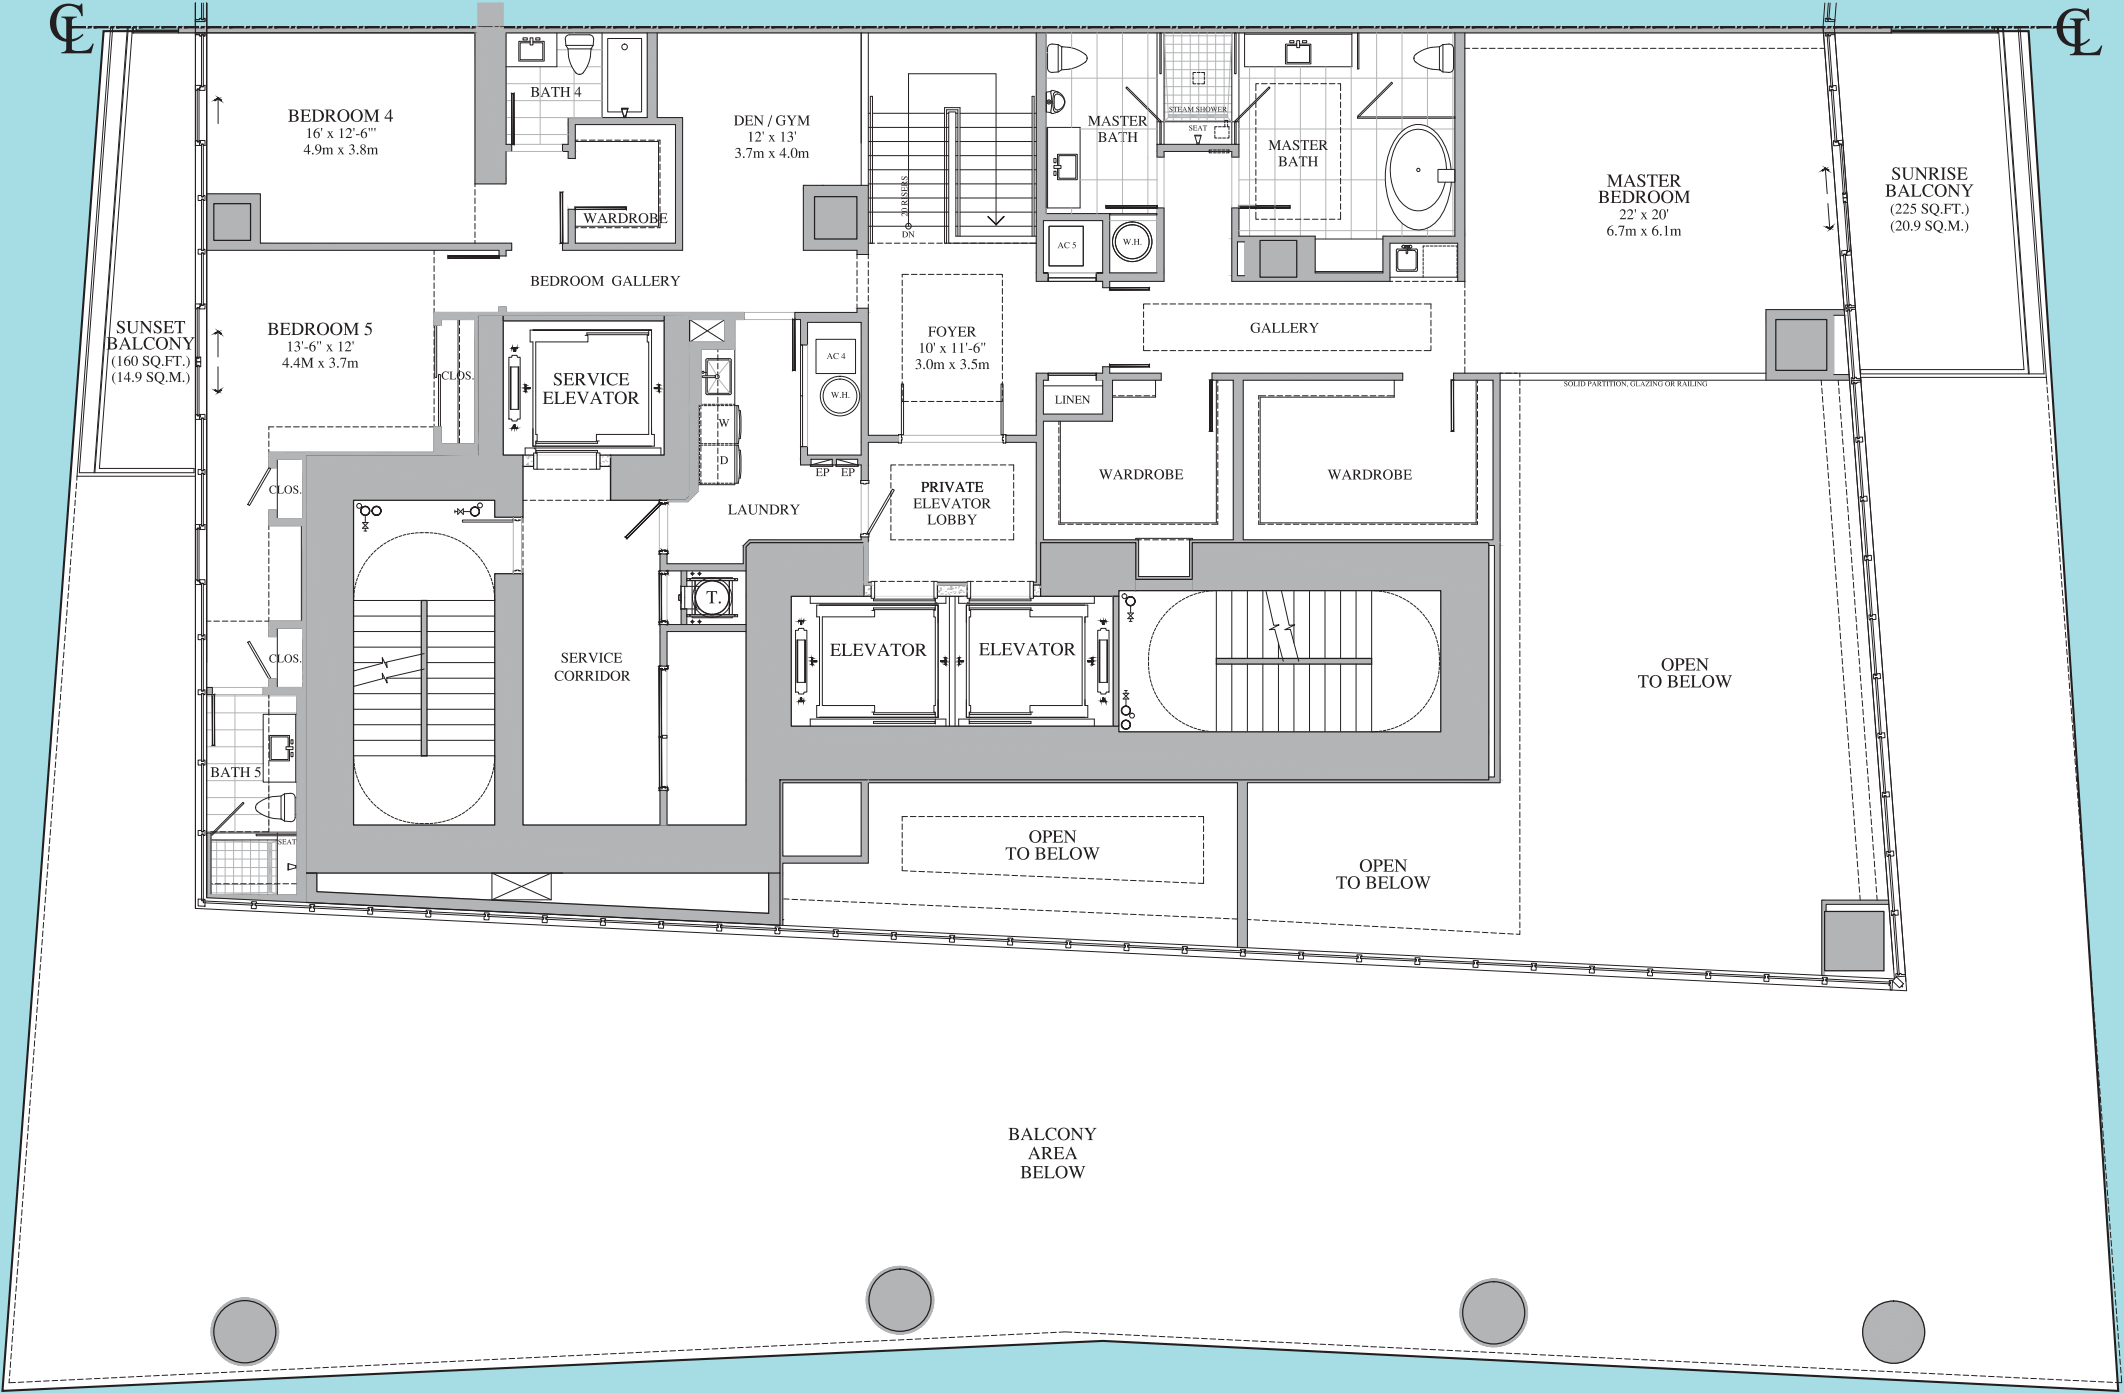 CL
CL
BEDROOM 4
16' x 12'-6"'
4.9m x 3.8m
BATH 4
WARDROBE
DEN / GYM
12' x 13'
3.7m x 4.0m
20 RISERS
DN
MASTER
BATH
STEAM SHOWER
SEAT
MASTER
BATH
AC 5
W.H.
MASTER
BEDROOM
22' x 20'
6.7m x 6.1m
SUNRISE
BALCONY
(225 SQ.FT.)
(20.9 SQ.M.)
BEDROOM GALLERY
SUNSET
BALCONY
(160 SQ.FT.)
(14.9 SQ.M.)
BEDROOM 5
13'-6" x 12'
4.4M x 3.7m
CLOS.
SERVICE
ELEVATOR
AC 4
W.H.
W
D
EP
EP
FOYER
10' x 11'-6"
3.0m x 3.5m
GALLERY
LINEN
SOLID PARTITION, GLAZING OR RAILING
WARDROBE
WARDROBE
CLOS.
LAUNDRY
PRIVATE
ELEVATOR
LOBBY
T.
CLOS.
SERVICE
CORRIDOR
ELEVATOR
ELEVATOR
OPEN
TO BELOW
BATH 5
SEAT
OPEN
TO BELOW
OPEN
TO BELOW
BALCONY
AREA
BELOW